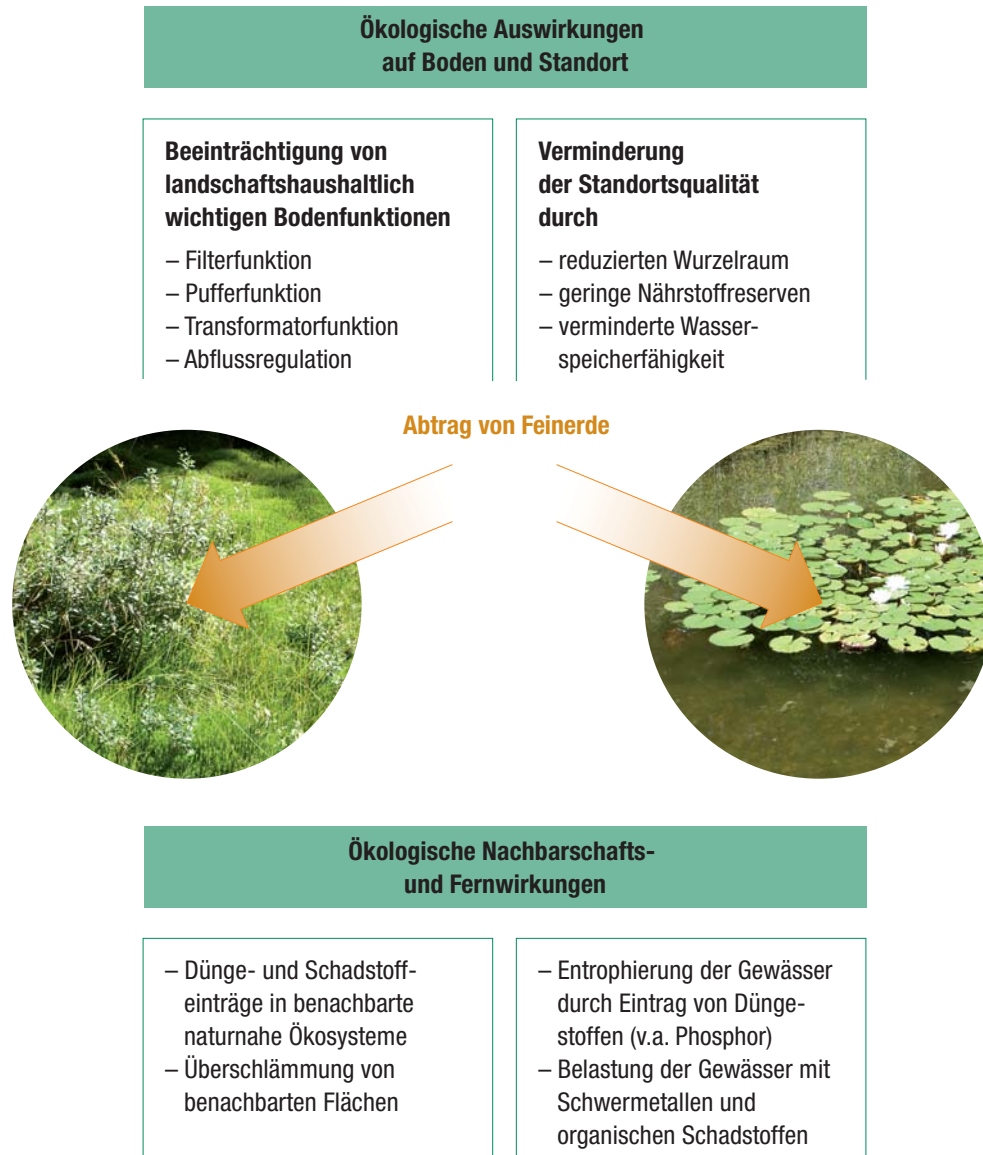 Ökologische Auswirkungen
auf Boden und Standort
Beeinträchtigung von
landschaftshaushaltlich
wichtigen Bodenfunktionen
– Filterfunktion
– Pufferfunktion
– Transformatorfunktion
– Abflussregulation
Verminderung
der Standortsqualität
durch
– reduzierten Wurzelraum
– geringe Nährstoffreserven
– verminderte Wasser-
speicherfähigkeit
Abtrag von Feinerde
Ökologische Nachbarschafts-
und Fernwirkungen
– Dünge- und Schadstoff-
einträge in benachbarte
naturnahe Ökosysteme
– Überschlämmung von
benachbarten Flächen
– Entrophierung der Gewässer
durch Eintrag von Dünge-
stoffen (v.a. Phosphor)
– Belastung der Gewässer mit
Schwermetallen und
organischen Schadstoffen